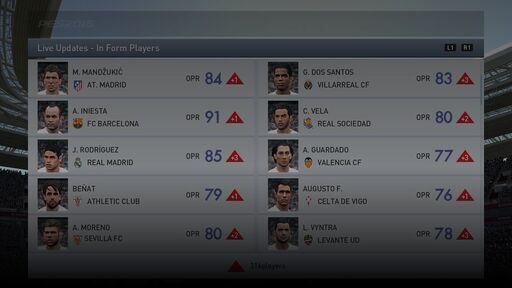 PES2015
Live Updates - In Form Players
L1 R1
M. MANDŽUKIĆ OPR 84 +1
AT. MADRID
G. DOS SANTOS OPR 83 +3
VILLARREAL CF
A. INIESTA OPR 91 +1
FC BARCELONA
C. VELA OPR 80 +2
REAL SOCIEDAD
J. RODRÍGUEZ OPR 85 +3
REAL MADRID
A. GUARDADO OPR 77 +3
VALENCIA CF
BEÑAT OPR 79 +1
ATHLETIC CLUB
AUGUSTO F. OPR 76 +1
CELTA DE VIGO
A. MORENO OPR 80 +2
SEVILLA FC
L. VYNTRA OPR 78 +3
LEVANTE UD
31players